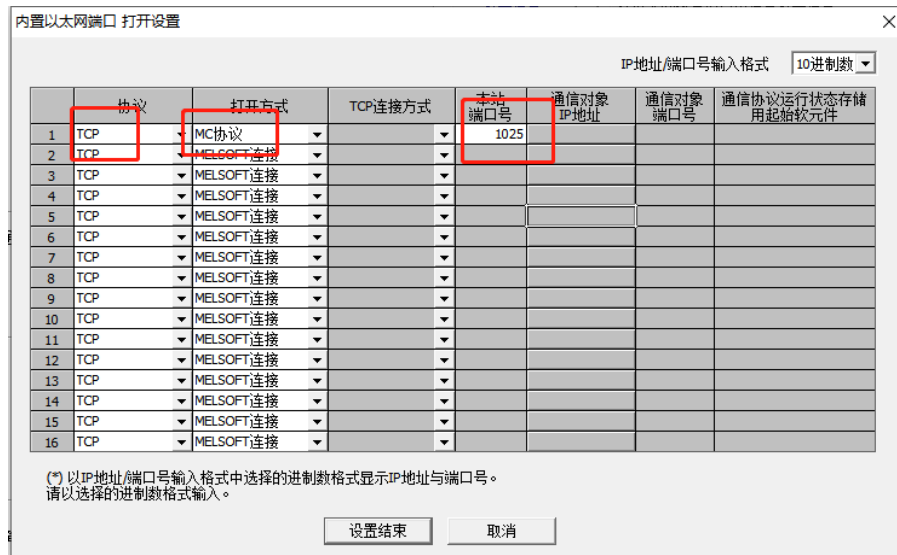 内置以太网端口 打开设置
IP地址/端口号输入格式 10进制数
协议 打开方式 TCP连接方式 本站端口号 通信对象IP地址 通信对象端口号 通信协议运行状态存储用起始软元件
1 TCP MC协议 1025
2 TCP MELSOFT连接
3 TCP MELSOFT连接
4 TCP MELSOFT连接
5 TCP MELSOFT连接
6 TCP MELSOFT连接
7 TCP MELSOFT连接
8 TCP MELSOFT连接
9 TCP MELSOFT连接
10 TCP MELSOFT连接
11 TCP MELSOFT连接
12 TCP MELSOFT连接
13 TCP MELSOFT连接
14 TCP MELSOFT连接
15 TCP MELSOFT连接
16 TCP MELSOFT连接
(*) 以IP地址/端口号输入格式中选择的进制数格式显示IP地址与端口号。
请以选择的进制数格式输入。
设置结束 取消